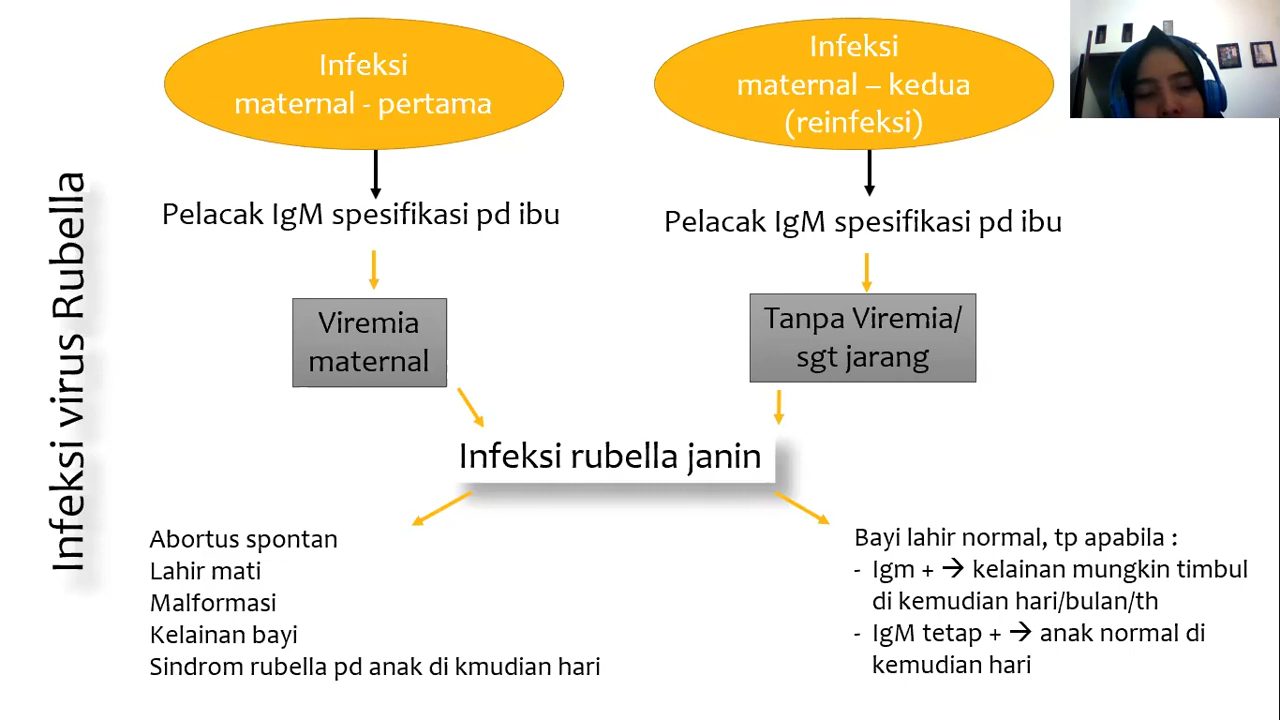 Infeksi virus Rubella
Infeksi
maternal - pertama
Pelacak IgM spesifikasi pd ibu
Viremia
maternal
Infeksi
maternal – kedua
(reinfeksi)
Pelacak IgM spesifikasi pd ibu
Tanpa Viremia/
sgt jarang
Infeksi rubella janin
Abortus spontan
Lahir mati
Malformasi
Kelainan bayi
Sindrom rubella pd anak di kmudian hari
Bayi lahir normal, tp apabila :
- Igm + → kelainan mungkin timbul
di kemudian hari/bulan/th
- IgM tetap + → anak normal di
kemudian hari